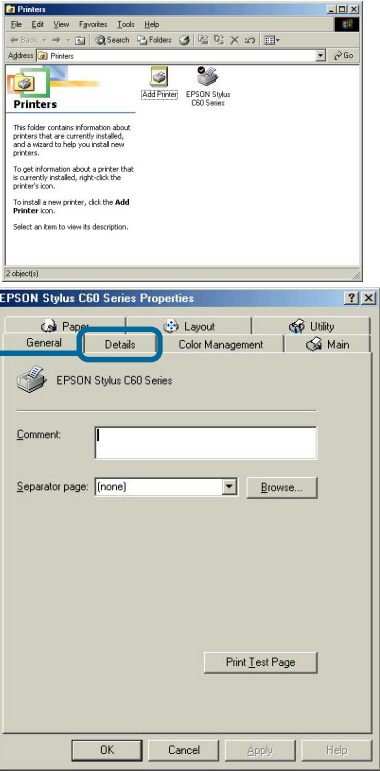 Printers
File Edit View Favorites Tools Help
Back Search Folders
Address Printers Go
Printers
This folder contains information about
printers that are currently installed,
and a wizard to help you install new
printers.
To get information about a printer that
is currently installed, right-click the
printer's icon.
To install a new printer, click the Add
Printer icon.
Select an item to view its description.
Add Printer
EPSON Stylus
C60 Series
2 object(s)
EPSON Stylus C60 Series Properties
Paper Layout Utility
General Details Color Management Main
EPSON Stylus C60 Series
Comment:
Separator page: (none) Browse...
Print Test Page
OK Cancel Apply Help